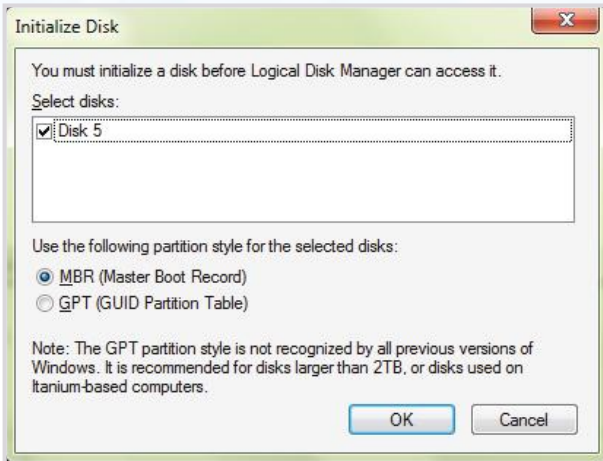 Initialize Disk
You must initialize a disk before Logical Disk Manager can access it.
Select disks:
Disk 5
Use the following partition style for the selected disks:
MBR (Master Boot Record)
GPT (GUID Partition Table)
Note: The GPT partition style is not recognized by all previous versions of
Windows. It is recommended for disks larger than 2TB, or disks used on
Itanium-based computers.
OK Cancel